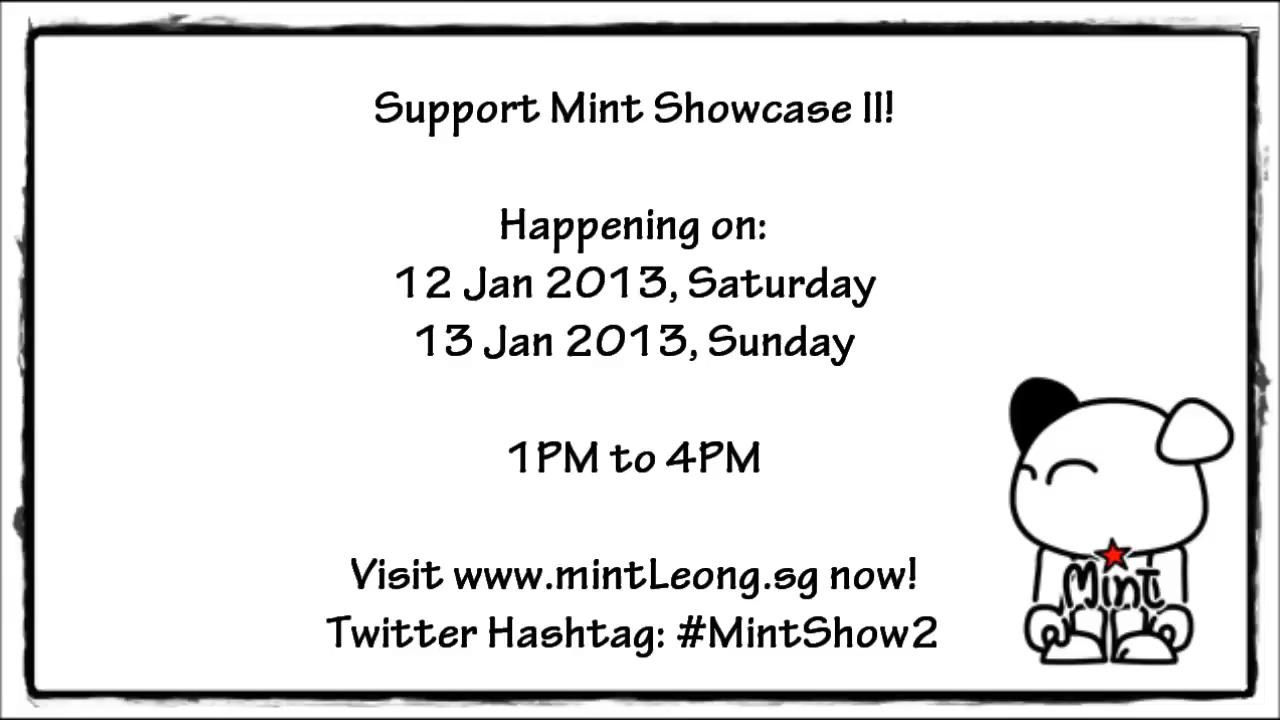 Support Mint Showcase II!
Happening on:
12 Jan 2013, Saturday
13 Jan 2013, Sunday
1PM to 4PM
Visit www.mintLeong.sg now!
Twitter Hashtag: #MintShow2
Mint